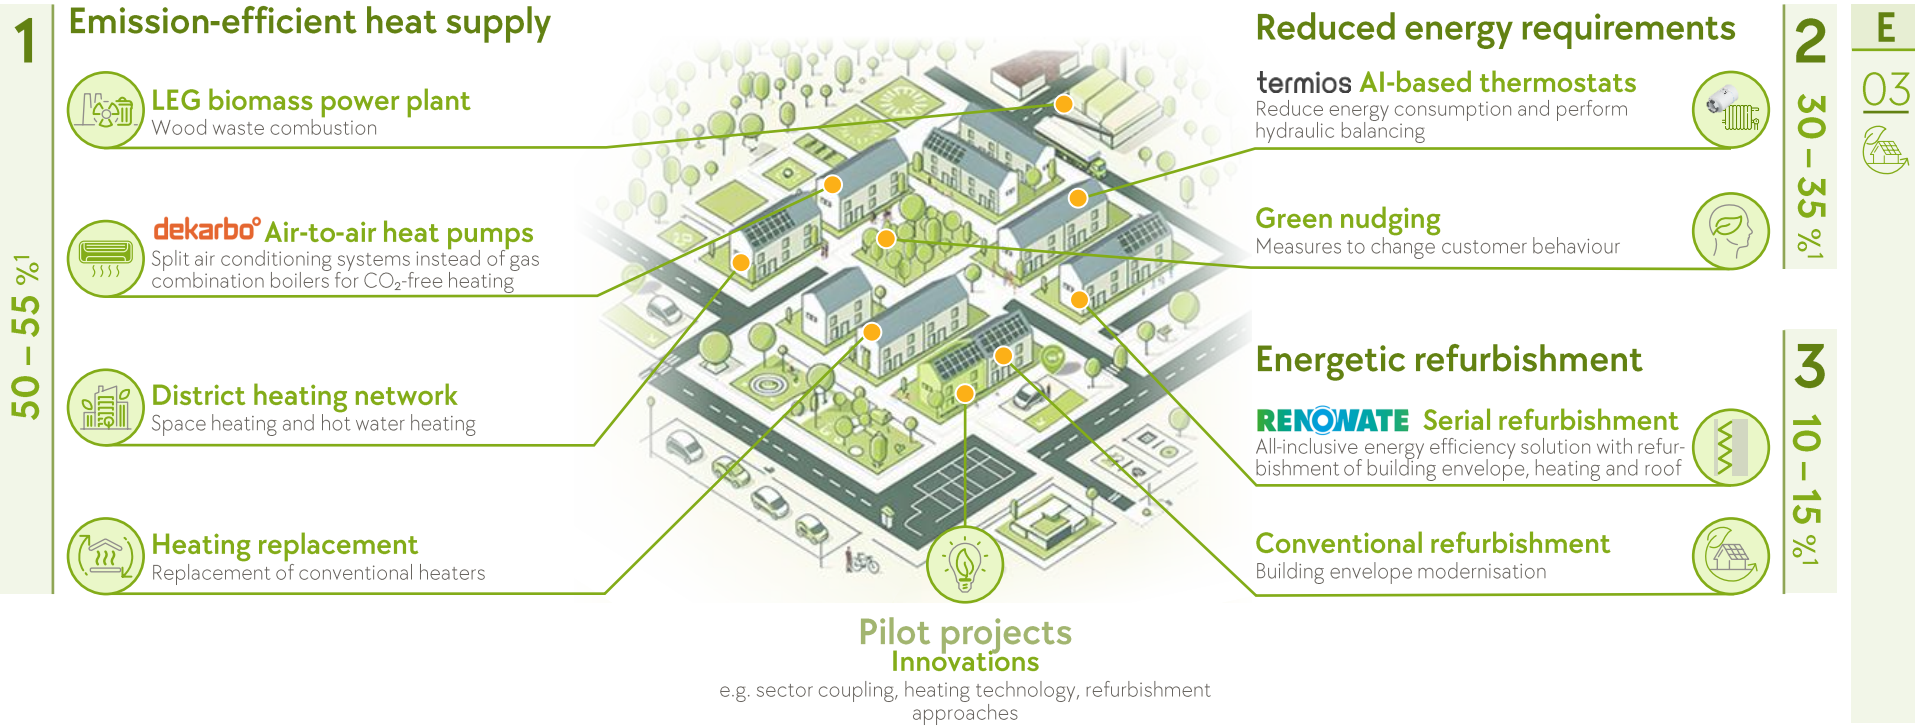 1
Emission-efficient heat supply
50 – 55 %1
LEG biomass power plant
Wood waste combustion
dekarbo° Air-to-air heat pumps
Split air conditioning systems instead of gas
combination boilers for CO₂-free heating
District heating network
Space heating and hot water heating
Heating replacement
Replacement of conventional heaters
Pilot projects
Innovations
e.g. sector coupling, heating technology, refurbishment
approaches
Reduced energy requirements
2
30 – 35 %1
termios AI-based thermostats
Reduce energy consumption and perform
hydraulic balancing
Green nudging
Measures to change customer behaviour
Energetic refurbishment
3
10 – 15 %1
RENOWATE Serial refurbishment
All-inclusive energy efficiency solution with refur-
bishment of building envelope, heating and roof
Conventional refurbishment
Building envelope modernisation
E
03